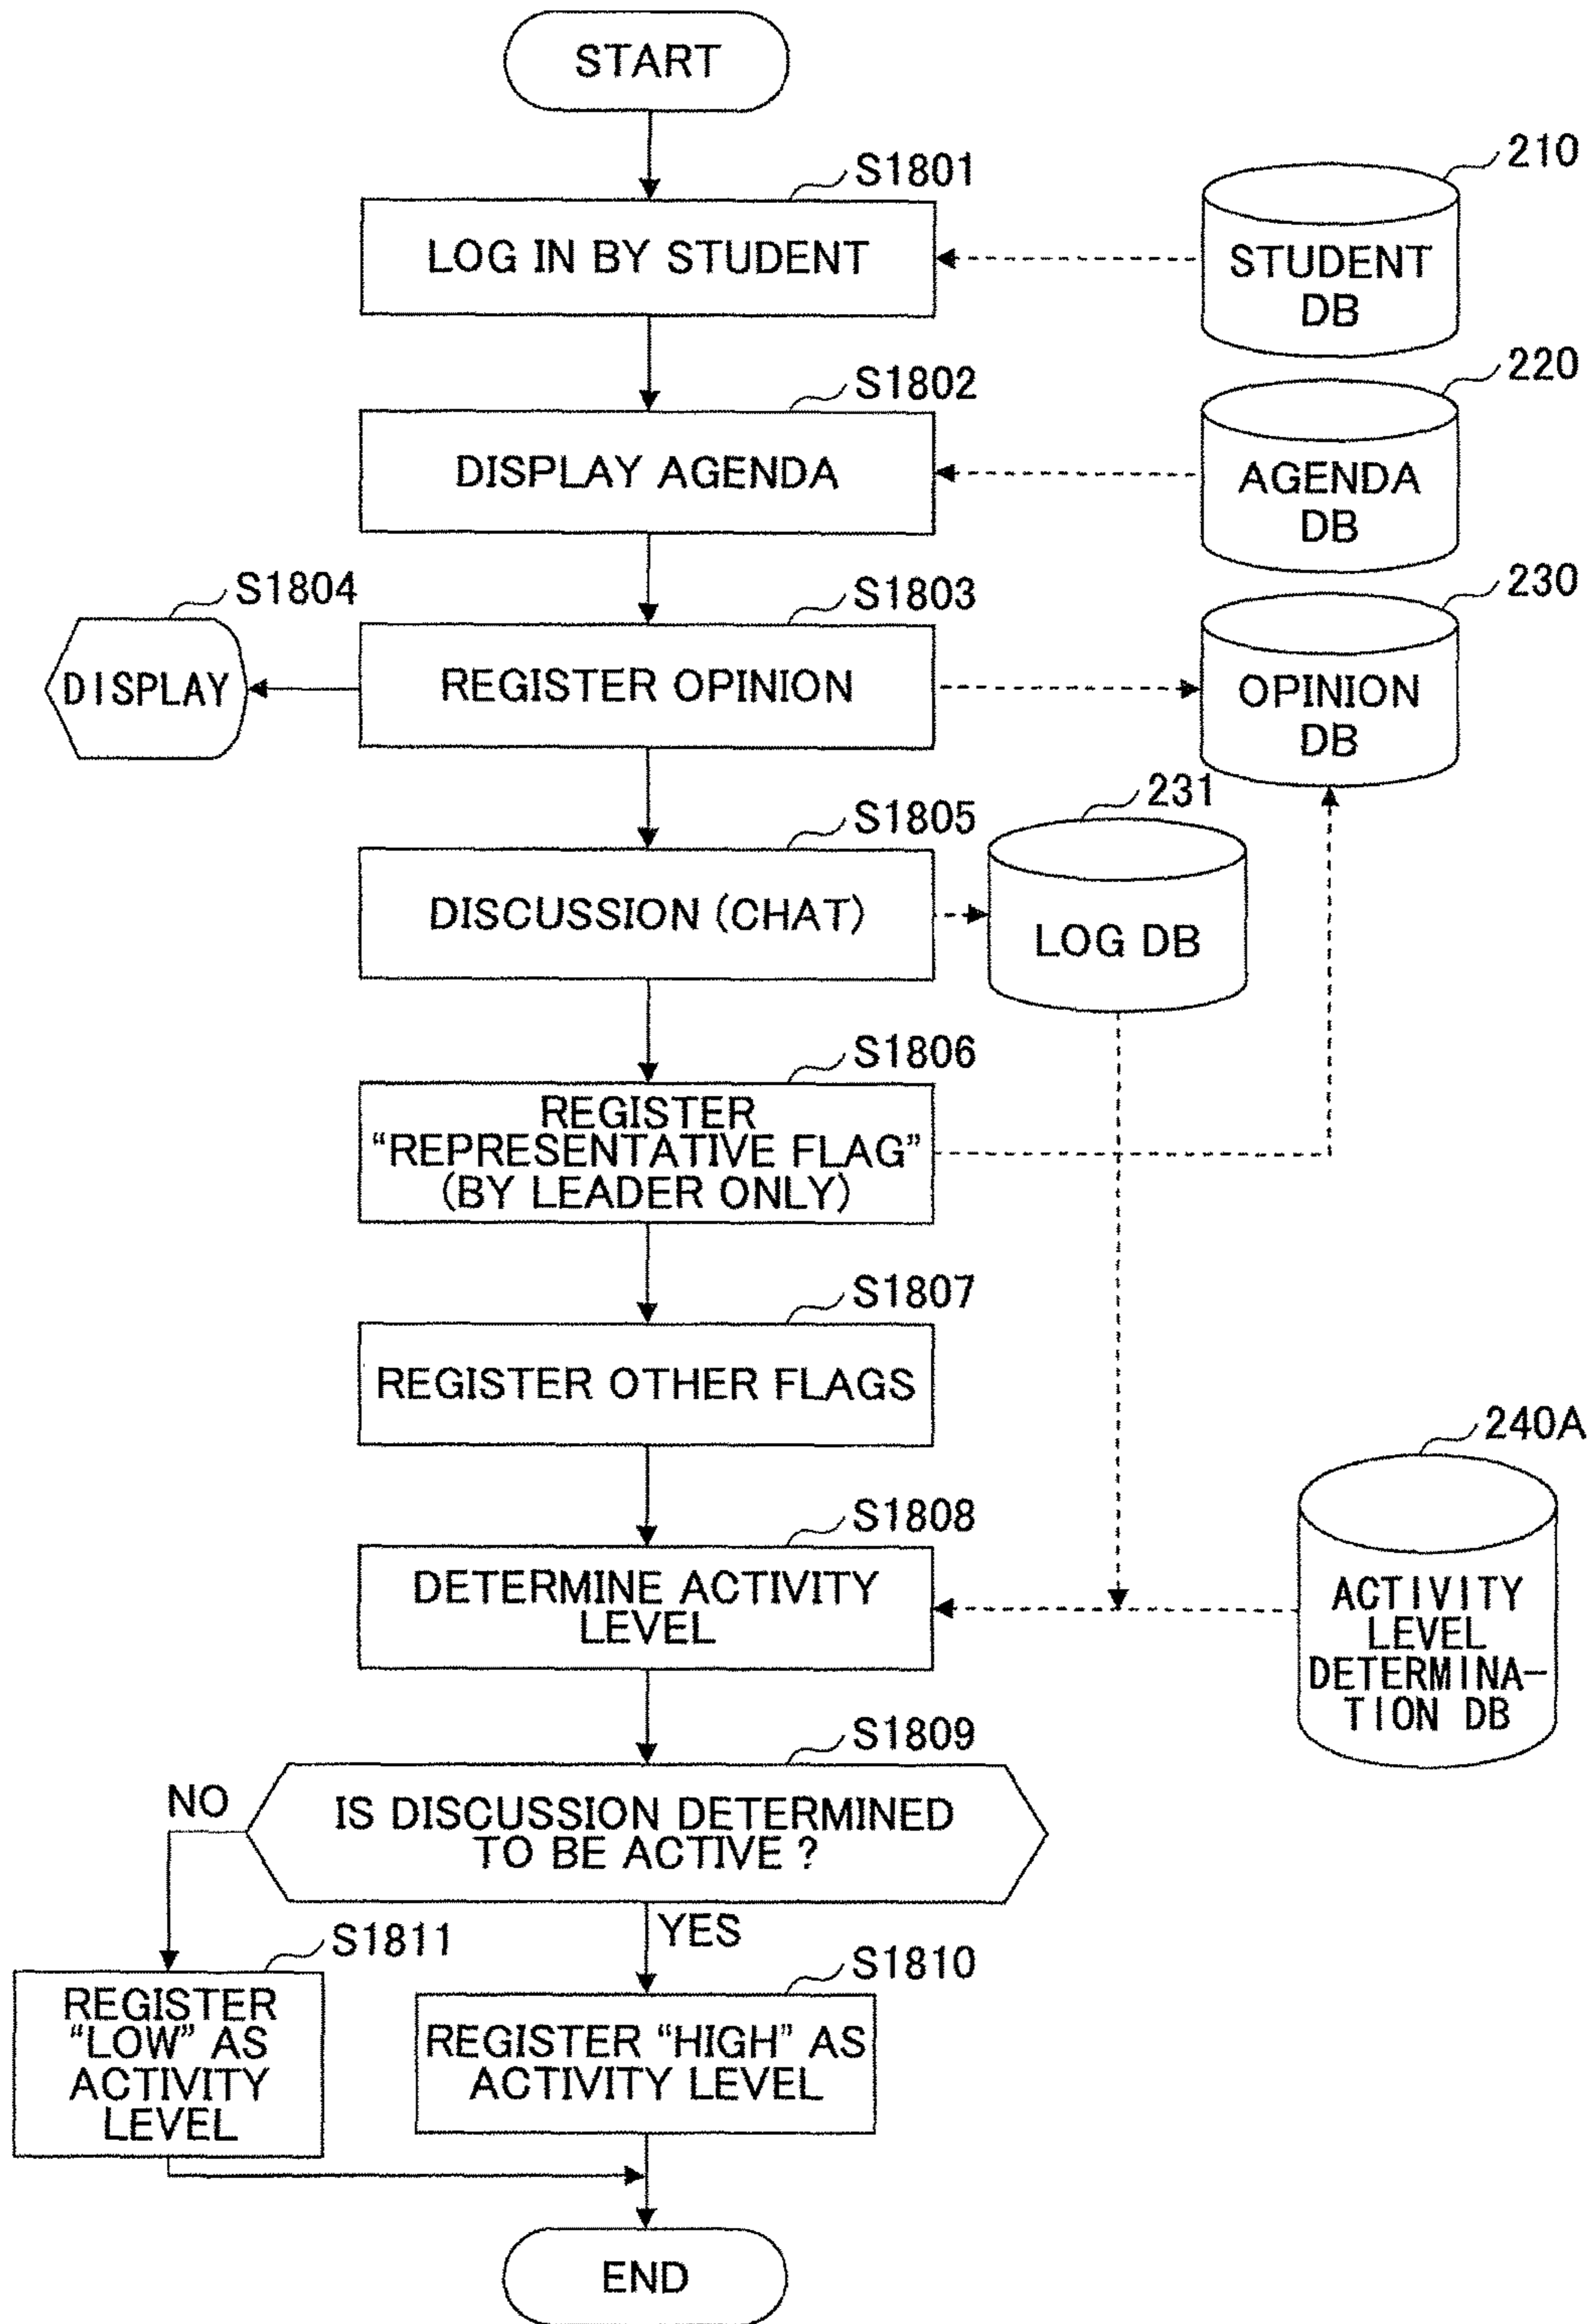 START
S1801
LOG IN BY STUDENT
210
STUDENT
DB
S1802
DISPLAY AGENDA
220
AGENDA
DB
S1804
DISPLAY
S1803
REGISTER OPINION
230
OPINION
DB
S1805
DISCUSSION (CHAT)
231
LOG DB
S1806
REGISTER
“REPRESENTATIVE FLAG”
(BY LEADER ONLY)
S1807
REGISTER OTHER FLAGS
S1808
DETERMINE ACTIVITY
LEVEL
240A
ACTIVITY
LEVEL
DETERMINA-
TION DB
S1809
IS DISCUSSION DETERMINED
TO BE ACTIVE ?
NO
YES
S1811
REGISTER
“LOW” AS
ACTIVITY
LEVEL
S1810
REGISTER “HIGH” AS
ACTIVITY LEVEL
END